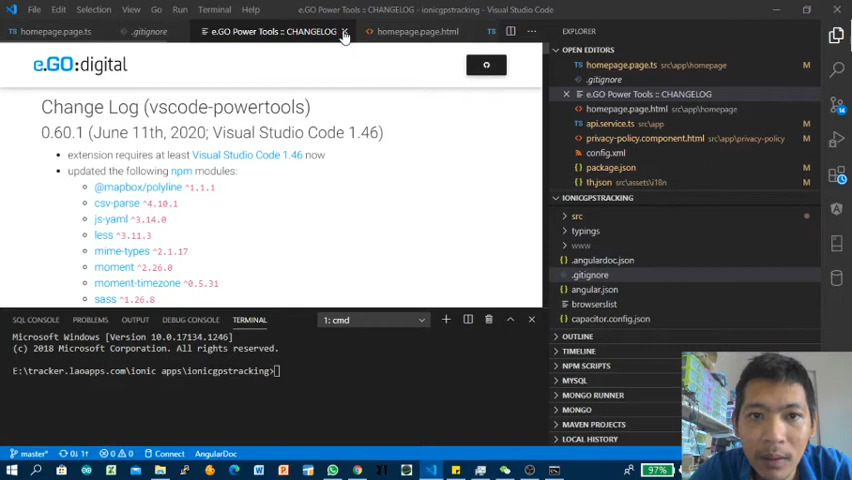 File Edit Selection View Go Run Terminal Help e.GO Power Tools :: CHANGELOG - ionicgpstracking - Visual Studio Code
TS homepage.page.ts .gitignore e.GO Power Tools :: CHANGELOG homepage.page.html TS
e.GO:digital
Change Log (vscode-powertools)
0.60.1 (June 11th, 2020; Visual Studio Code 1.46)
extension requires at least Visual Studio Code 1.46 now
updated the following npm modules:
@mapbox/polyline ^1.1.1
csv-parse ^4.10.1
js-yaml ^3.14.0
less ^3.11.3
mime-types ^2.1.17
moment ^2.26.0
moment-timezone ^0.5.31
sass ^1.26.8
SQL CONSOLE PROBLEMS OUTPUT DEBUG CONSOLE TERMINAL 1: cmd
Microsoft Windows [Version 10.0.17134.1246]
(c) 2018 Microsoft Corporation. All rights reserved.
E:\tracker.laoapps.com\ionic apps\ionicgpstracking>
EXPLORER
OPEN EDITORS
TS homepage.page.ts src\app\homepage M
.gitignore
e.GO Power Tools :: CHANGELOG
homepage.page.html src\app\homepage
TS api.service.ts src\app M
privacy-policy.component.html src\app\privacy-policy M
config.xml M
package.json M
th.json src\assets\i18n M
IONICGPSTRACKING
src
typings
www
.angulardoc.json
.gitignore
angular.json
browserslist
capacitor.config.json
OUTLINE
TIMELINE
NPM SCRIPTS
MYSQL
MONGO RUNNER
MONGO
MAVEN PROJECTS
LOCAL HISTORY
14
master* 0↓ 1↑ 0 0 Connect AngularDoc
97%